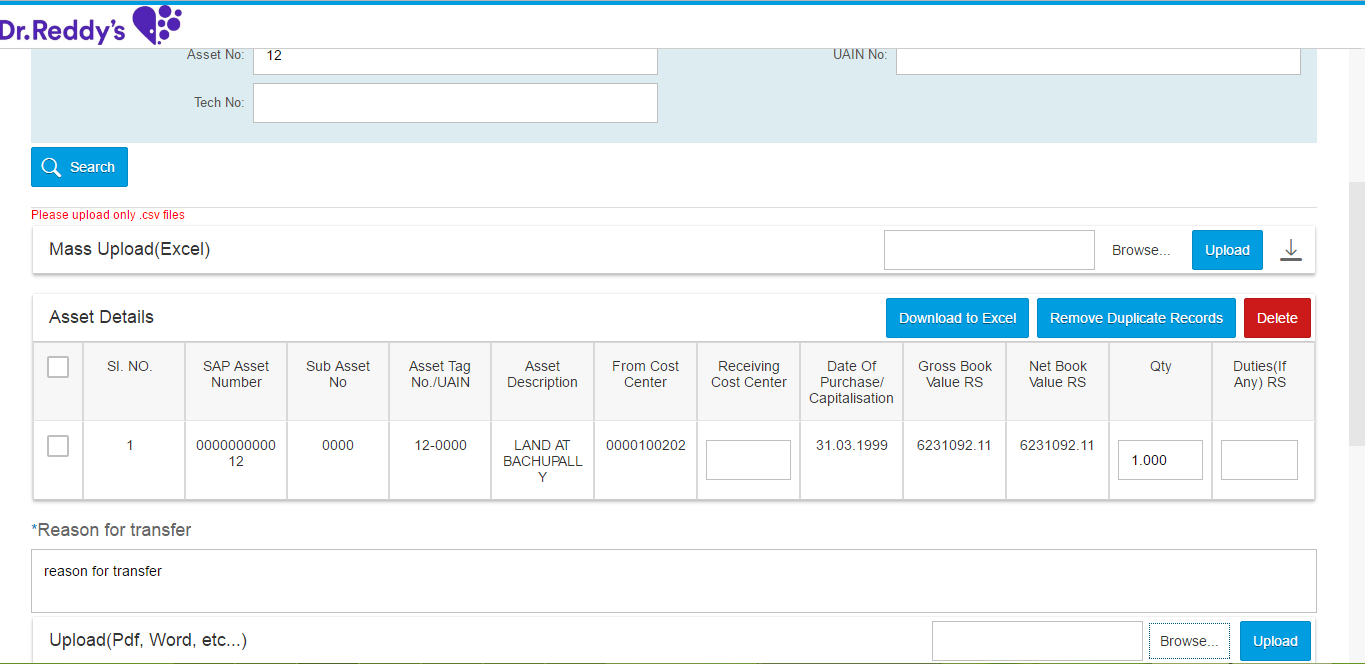 Dr.Reddy's
Asset No: 12 UAIN No:
Tech No:
Search
Please upload only .csv files
Mass Upload(Excel) Browse... Upload
Asset Details Download to Excel Remove Duplicate Records Delete
SI. NO. SAP Asset Number Sub Asset No Asset Tag No./UAIN Asset Description From Cost Center Receiving Cost Center Date Of Purchase/ Capitalisation Gross Book Value RS Net Book Value RS Qty Duties(If Any) RS
1 0000000000 12 0000 12-0000 LAND AT BACHUPALL Y 0000100202 31.03.1999 6231092.11 6231092.11 1.000
*Reason for transfer
reason for transfer
Upload(Pdf, Word, etc...) Browse... Upload